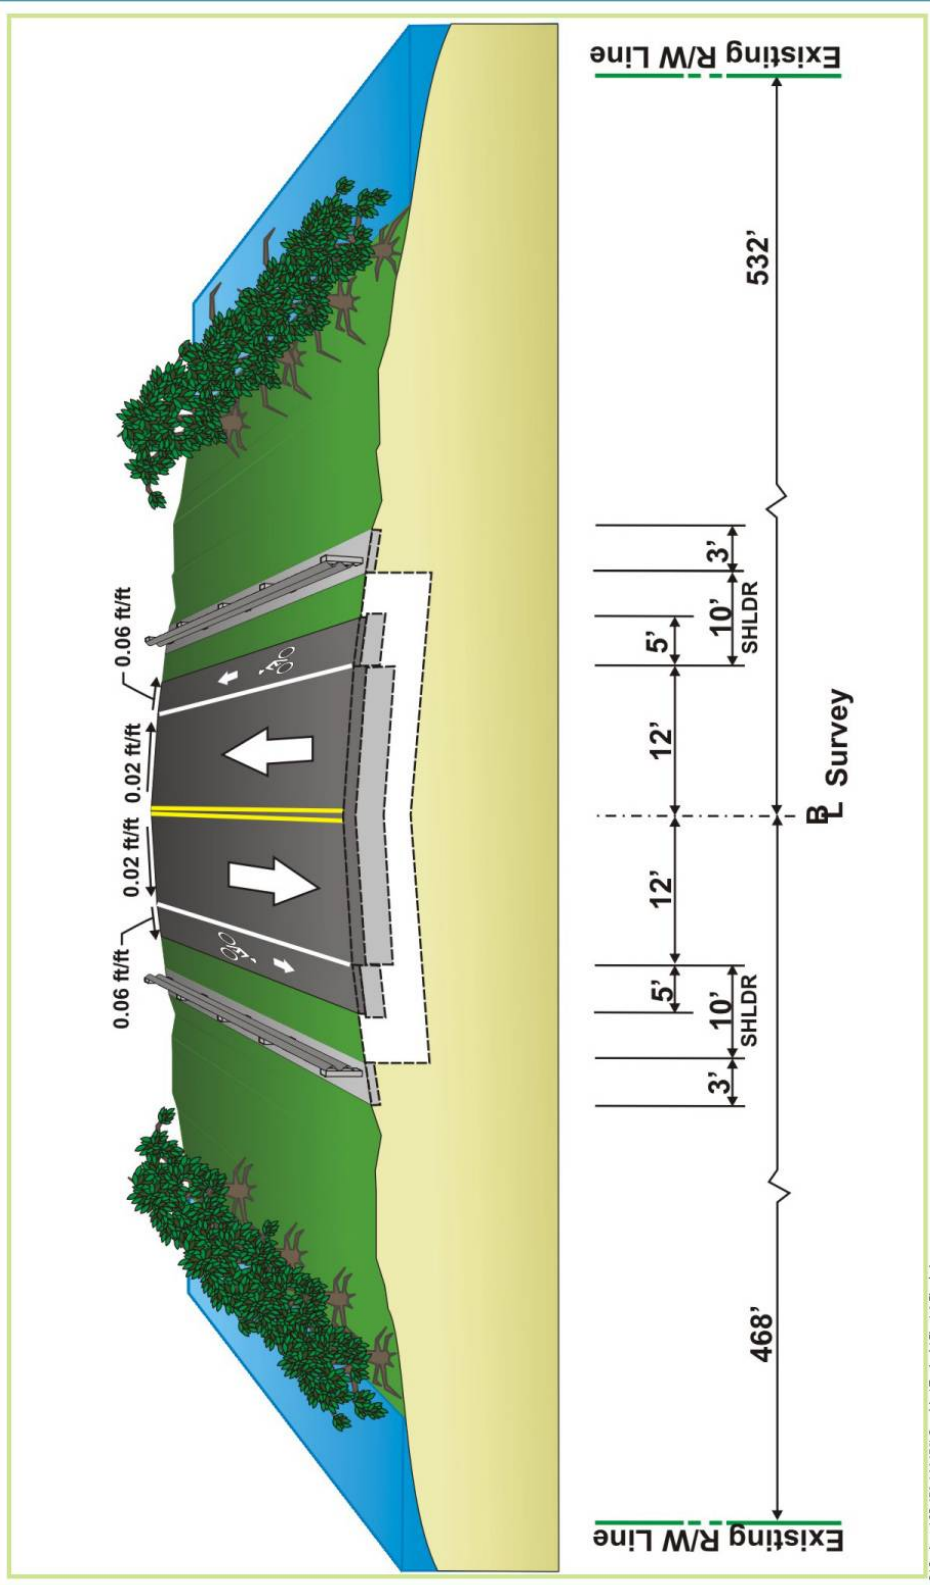 0.06 ft/ft
0.02 ft/ft
0.02 ft/ft
0.06 ft/ft
Existing R/W Line
Existing R/W Line
3'
10'
SHLDR
5'
12'
12'
5'
10'
SHLDR
3'
468'
532'
BL Survey